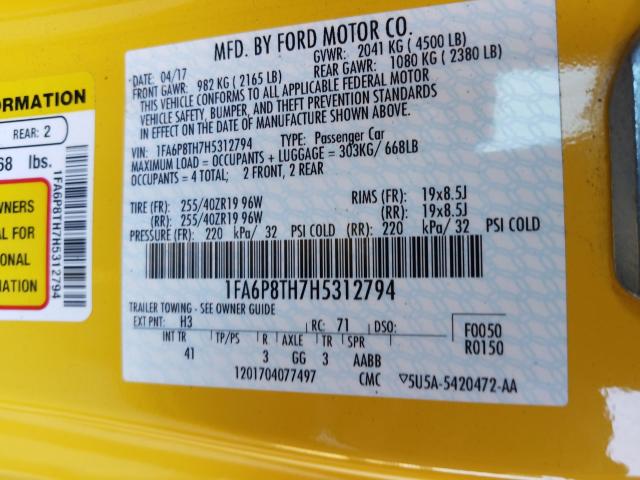 MFD. BY FORD MOTOR CO.
DATE: 04/17
GVWR: 2041 KG ( 4500 LB)
FRONT GAWR: 982 KG ( 2165 LB)
REAR GAWR: 1080 KG ( 2380 LB)
THIS VEHICLE CONFORMS TO ALL APPLICABLE FEDERAL MOTOR
VEHICLE SAFETY, BUMPER, AND THEFT PREVENTION STANDARDS
IN EFFECT ON THE DATE OF MANUFACTURE SHOWN ABOVE.
VIN: 1FA6P8TH7H5312794 TYPE: Passenger Car
MAXIMUM LOAD = OCCUPANTS + LUGGAGE = 303KG/ 668LB
OCCUPANTS = 4 TOTAL; 2 FRONT, 2 REAR
TIRE (FR): 255/40ZR19 96W RIMS (FR): 19x8.5J
(RR): 255/40ZR19 96W (RR): 19x8.5J
PRESSURE (FR): 220 kPa/ 32 PSI COLD (RR): 220 kPa/ 32 PSI COLD
1FA6P8TH7H5312794
TRAILER TOWING - SEE OWNER GUIDE
EXT PNT: H3 RC: 71 DSO: F0050
R0150
INT TR TP/PS R AXLE TR SPR
41 3 GG 3 AABB
1201704077497 CMC 5U5A-5420472-AA
ORMATION
REAR: 2
68 lbs.
WNERS
AL FOR
IONAL
MATION
1FA6P8TH7H5312794